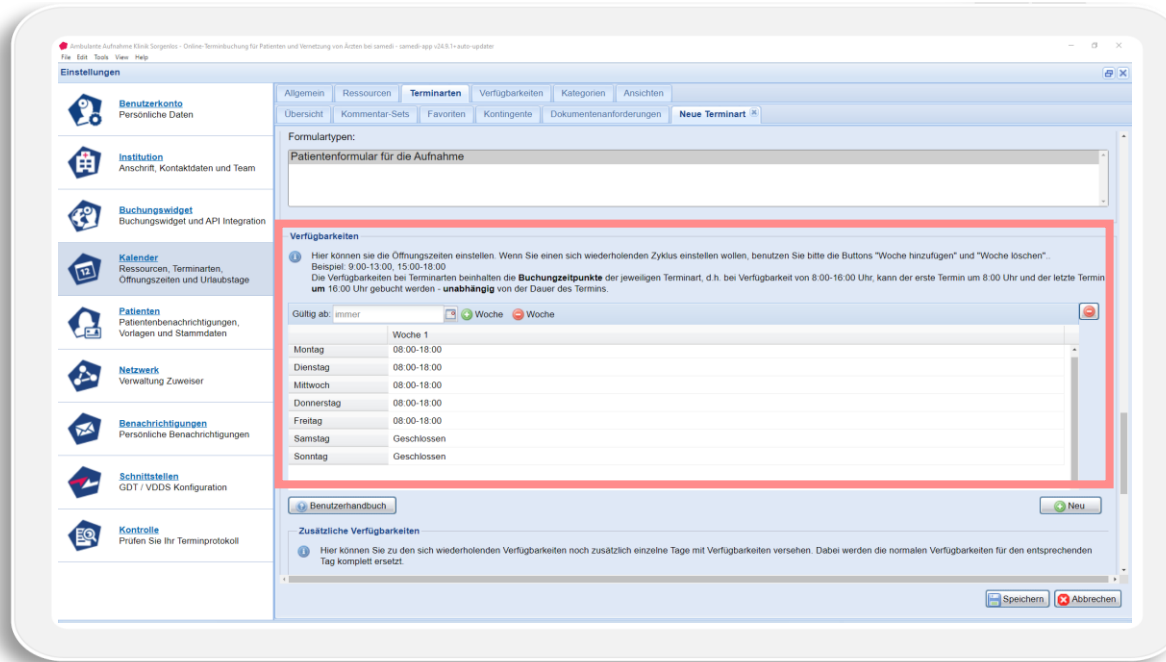 Ambulante Aufnahme Klinik Sorgenlos - Online-Terminbuchung für Patienten und Vernetzung von Ärzten bei samedi - samedi-app v24.5.1+auto-updater
File Edit Tools View Help
Einstellungen
Benutzerkonto
Persönliche Daten
Institution
Anschrift, Kontaktdaten und Team
Buchungswidget
Buchungswidget und API Integration
Kalender
Ressourcen, Terminarten,
Öffnungszeiten und Urlaubstage
Patienten
Patientenbenachrichtigungen,
Vorlagen und Stammdaten
Netzwerk
Verwaltung Zuweiser
Benachrichtigungen
Persönliche Benachrichtigungen
Schnittstellen
GDT / VDDS Konfiguration
Kontrolle
Prüfen Sie Ihr Terminprotokoll
Allgemein Ressourcen Terminarten Verfügbarkeiten Kategorien Ansichten
Übersicht Kommentar-Sets Favoriten Kontingente Dokumentenanforderungen Neue Terminart
Formulartypen:
Patientenformular für die Aufnahme
Verfügbarkeiten
Hier können sie die Öffnungszeiten einstellen. Wenn Sie einen sich wiederholenden Zyklus einstellen wollen, benutzen Sie bitte die Buttons "Woche hinzufügen" und "Woche löschen"..
Beispiel: 9:00-13:00, 15:00-18:00
Die Verfügbarkeiten bei Terminarten beinhalten die Buchungzeitpunkte der jeweiligen Terminart, d.h. bei Verfügbarkeit von 8:00-16:00 Uhr, kann der erste Termin um 8:00 Uhr und der letzte Termin
um 16:00 Uhr gebucht werden - unabhängig von der Dauer des Termins.
Gültig ab: immer Woche Woche
Woche 1
Montag 08:00-18:00
Dienstag 08:00-18:00
Mittwoch 08:00-18:00
Donnerstag 08:00-18:00
Freitag 08:00-18:00
Samstag Geschlossen
Sonntag Geschlossen
Benutzerhandbuch Neu
Zusätzliche Verfügbarkeiten
Hier können Sie zu den sich wiederholenden Verfügbarkeiten noch zusätzlich einzelne Tage mit Verfügbarkeiten versehen. Dabei werden die normalen Verfügbarkeiten für den entsprechenden
Tag komplett ersetzt.
Speichern Abbrechen
12